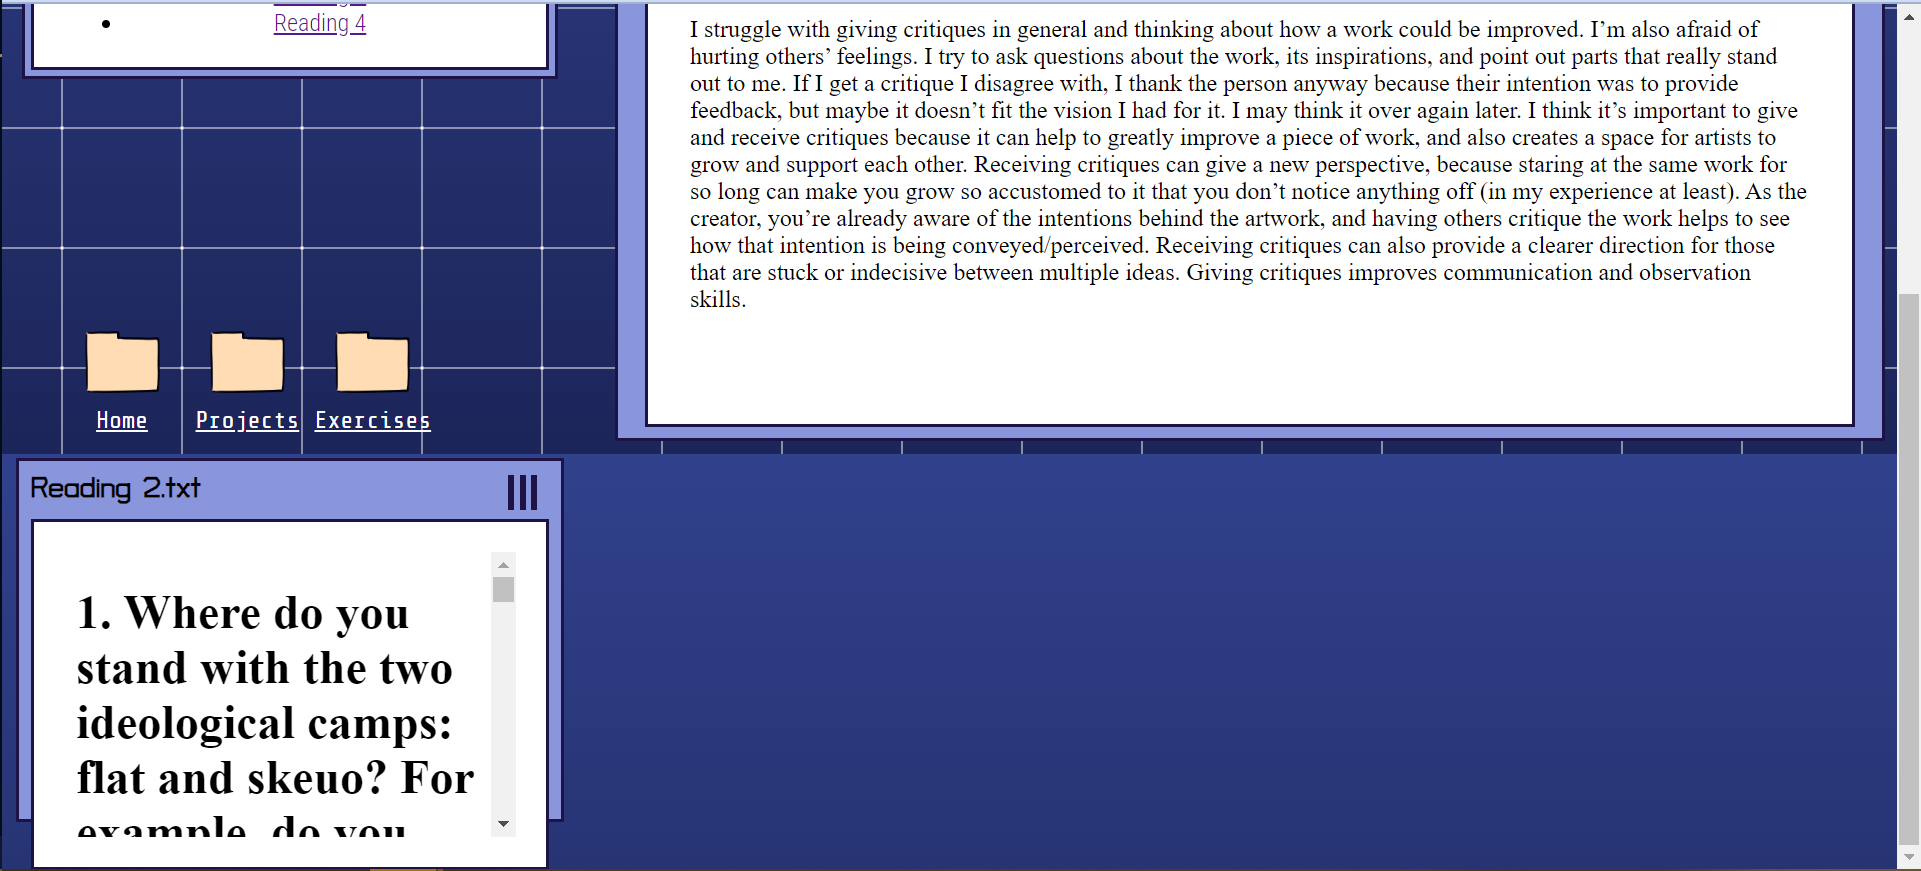 Reading 4
I struggle with giving critiques in general and thinking about how a work could be improved. I’m also afraid of
hurting others’ feelings. I try to ask questions about the work, its inspirations, and point out parts that really stand
out to me. If I get a critique I disagree with, I thank the person anyway because their intention was to provide
feedback, but maybe it doesn’t fit the vision I had for it. I may think it over again later. I think it’s important to give
and receive critiques because it can help to greatly improve a piece of work, and also creates a space for artists to
grow and support each other. Receiving critiques can give a new perspective, because staring at the same work for
so long can make you grow so accustomed to it that you don’t notice anything off (in my experience at least). As the
creator, you’re already aware of the intentions behind the artwork, and having others critique the work helps to see
how that intention is being conveyed/perceived. Receiving critiques can also provide a clearer direction for those
that are stuck or indecisive between multiple ideas. Giving critiques improves communication and observation
skills.
Home
Projects
Exercises
Reading 2.txt
1. Where do you
stand with the two
ideological camps:
flat and skeuo? For
example, do you